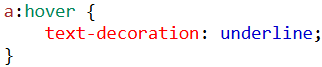 a:hover {
    text-decoration: underline;
}